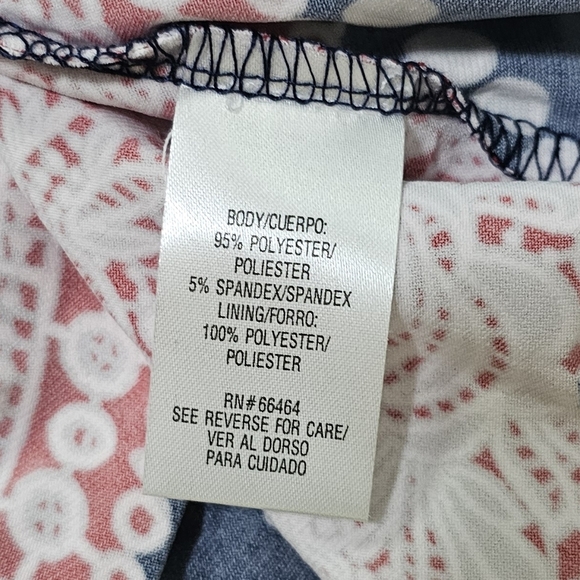 BODY/CUERPO:
95% POLYESTER/
POLIESTER
5% SPANDEX/SPANDEX
LINING/FORRO:
100% POLYESTER/
POLIESTER
RN#66464
SEE REVERSE FOR CARE/
VER AL DORSO
PARA CUIDADO